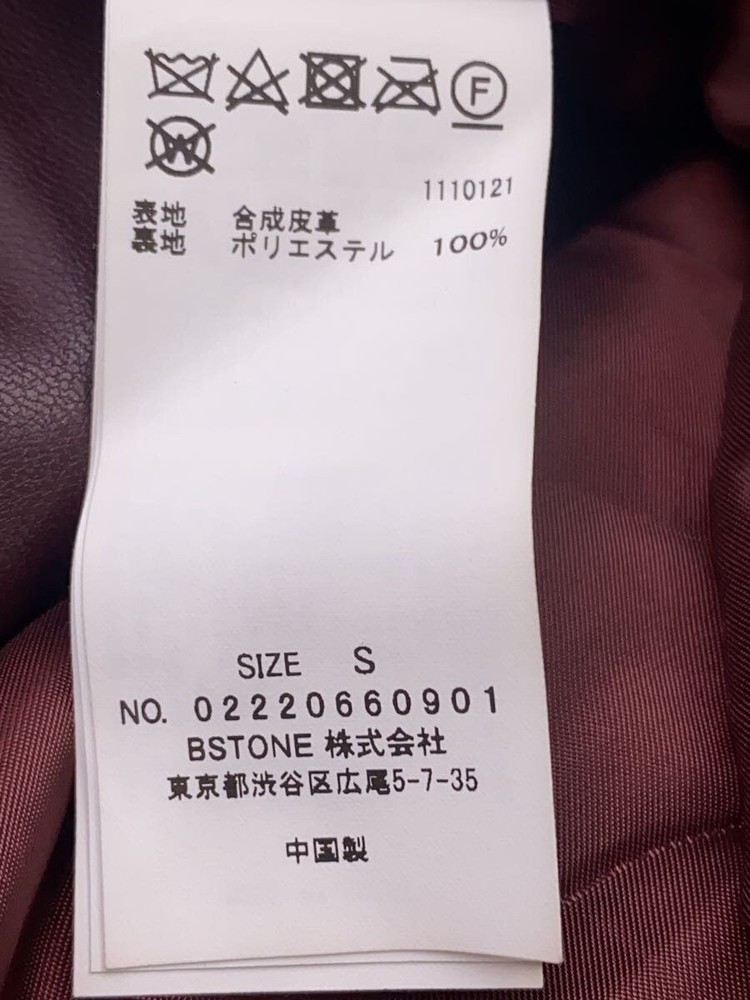 F
W
1110121
表地 合成皮革
裏地 ポリエステル 100%
SIZE S
NO. 02220660901
BSTONE 株式会社
東京都渋谷区広尾5-7-35
中国製